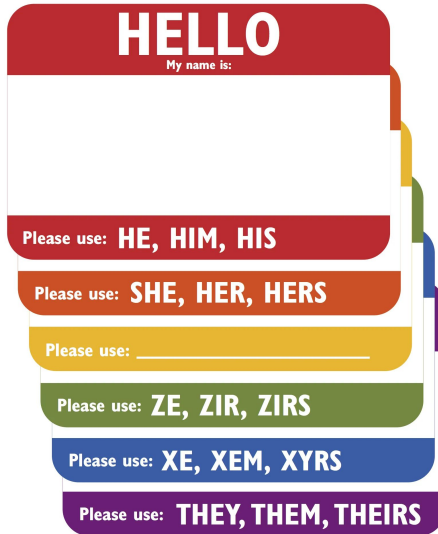 HELLO
My name is:
Please use: HE, HIM, HIS
Please use: SHE, HER, HERS
Please use: ____________________
Please use: ZE, ZIR, ZIRS
Please use: XE, XEM, XYRS
Please use: THEY, THEM, THEIRS